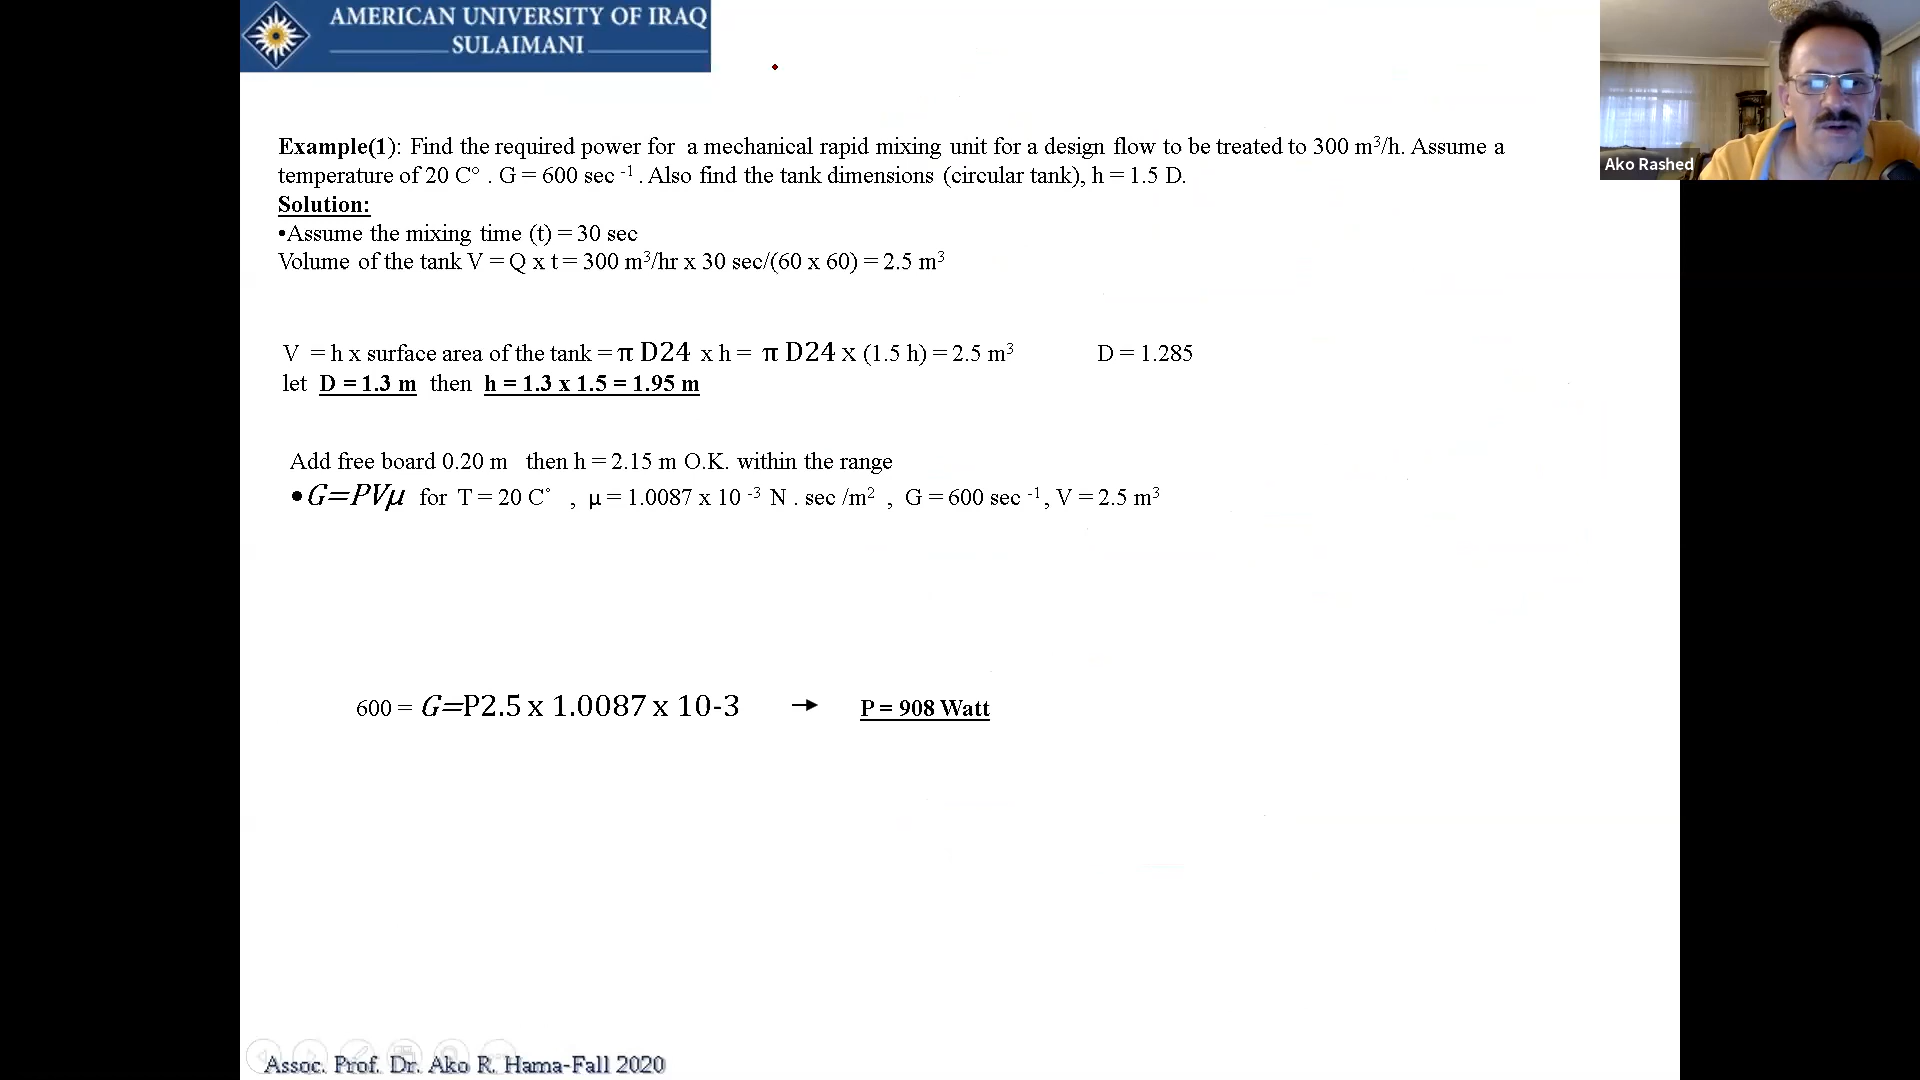 AMERICAN UNIVERSITY OF IRAQ
SULAIMANI
Ako Rashed
Example(1): Find the required power for a mechanical rapid mixing unit for a design flow to be treated to 300 m³/h. Assume a
temperature of 20 C° . G = 600 sec ⁻¹ . Also find the tank dimensions (circular tank), h = 1.5 D.
Solution:
•Assume the mixing time (t) = 30 sec
Volume of the tank V = Q x t = 300 m³/hr x 30 sec/(60 x 60) = 2.5 m³
V = h x surface area of the tank = π D24 x h = π D24 x (1.5 h) = 2.5 m³ D = 1.285
let D = 1.3 m then h = 1.3 x 1.5 = 1.95 m
Add free board 0.20 m then h = 2.15 m O.K. within the range
• G=PVμ for T = 20 C° , μ = 1.0087 x 10 ⁻³ N . sec /m² , G = 600 sec ⁻¹, V = 2.5 m³
600 = G=P2.5 x 1.0087 x 10-3 → P = 908 Watt
Assoc. Prof. Dr. Ako R. Hama-Fall 2020